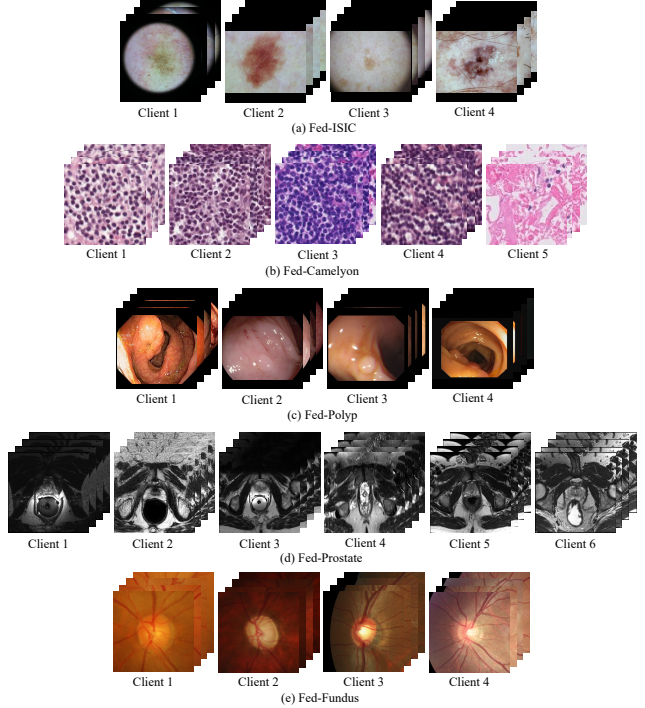 Client 1 Client 2 Client 3 Client 4
(a) Fed-ISIC
Client 1 Client 2 Client 3 Client 4 Client 5
(b) Fed-Camelyon
Client 1 Client 2 Client 3 Client 4
(c) Fed-Polyp
Client 1 Client 2 Client 3 Client 4 Client 5 Client 6
(d) Fed-Prostate
Client 1 Client 2 Client 3 Client 4
(e) Fed-Fundus